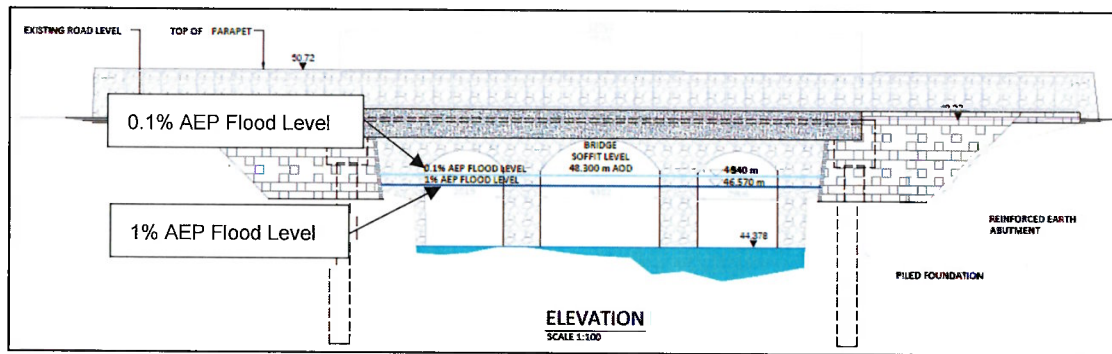 EXISTING ROAD LEVEL
TOP OF PARAPET
50.72
0.1% AEP Flood Level
BRIDGE
SOFFIT LEVEL
48.300 m AOD
0.1% AEP FLOOD LEVEL
1% AEP FLOOD LEVEL
46.570 m
1% AEP Flood Level
44.378
REINFORCED EARTH
ABUTMENT
PILED FOUNDATION
ELEVATION
SCALE 1:100